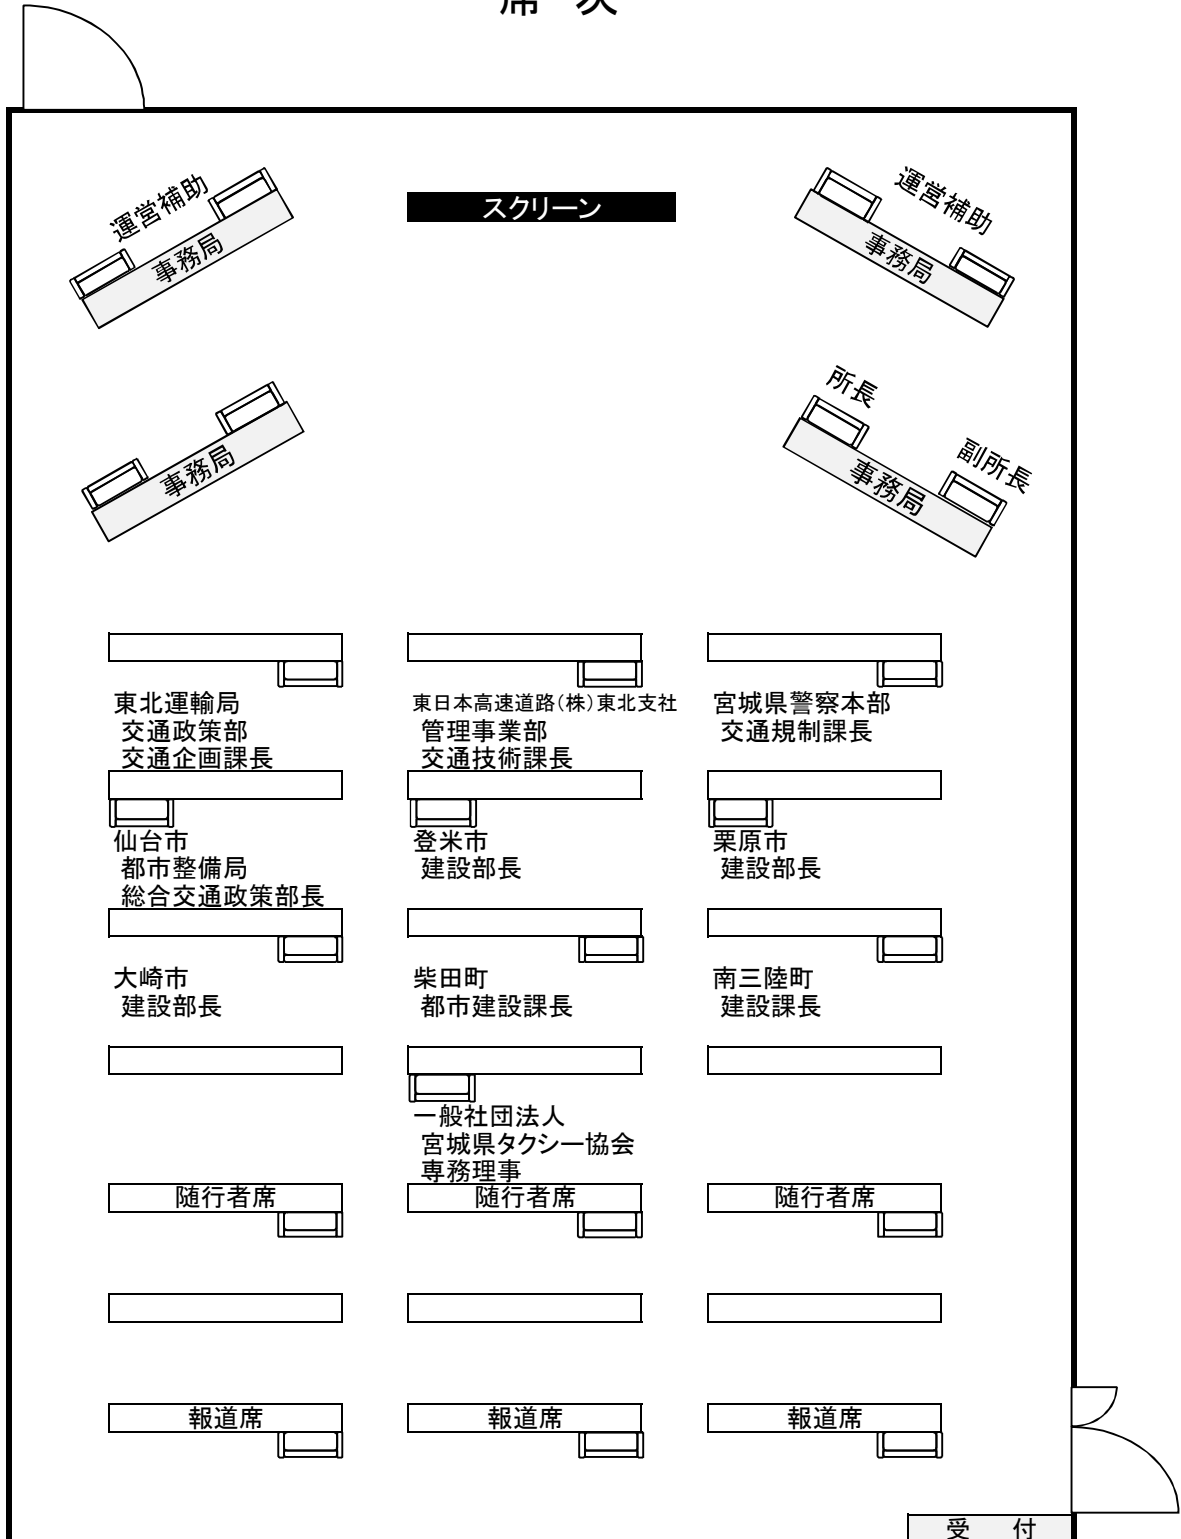 席 次
運営補助
スクリーン
運営補助
事務局
事務局
所長
副所長
事務局
事務局
東北運輸局
交通政策部
交通企画課長
東日本高速道路(株)東北支社
管理事業部
交通技術課長
宮城県警察本部
交通規制課長
仙台市
都市整備局
総合交通政策部長
登米市
建設部長
栗原市
建設部長
大崎市
建設部長
柴田町
都市建設課長
南三陸町
建設課長
一般社団法人
宮城県タクシー協会
専務理事
随行者席
随行者席
随行者席
報道席
報道席
報道席
受 付